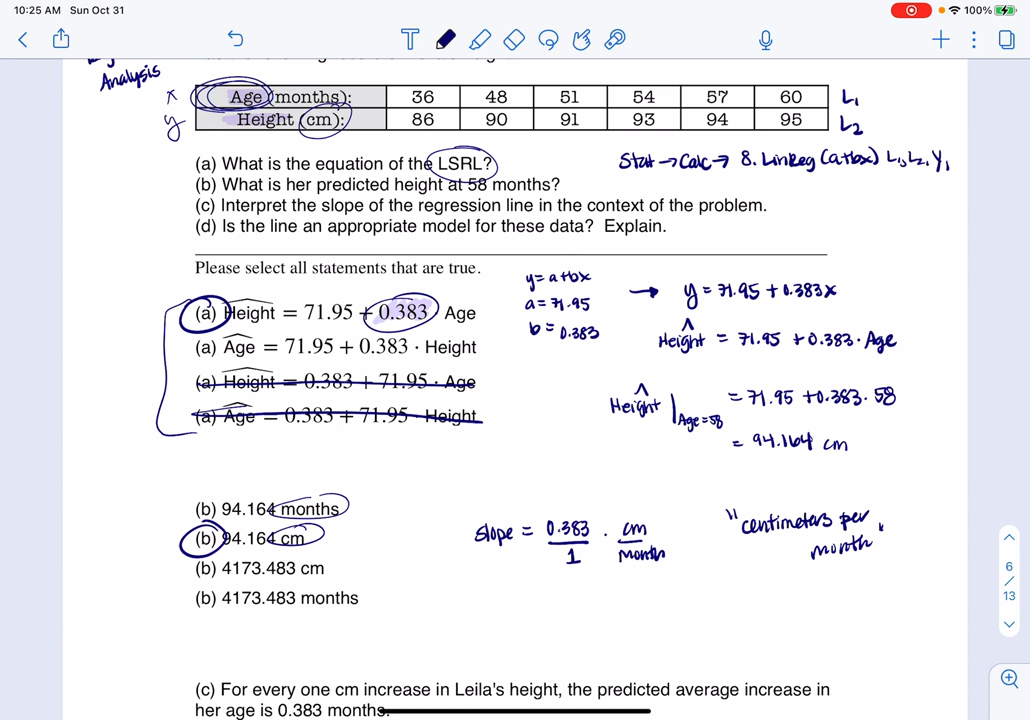 10:25 AM Sun Oct 31
100%
T
Analysis
x Age (months): 36 48 51 54 57 60 L1
y Height (cm): 86 90 91 93 94 95 L2
(a) What is the equation of the LSRL?
Stat → Calc → 8. LinReg (a+bx) L1, L2, Y1
(b) What is her predicted height at 58 months?
(c) Interpret the slope of the regression line in the context of the problem.
(d) Is the line an appropriate model for these data? Explain.
Please select all statements that are true.
y = a + bx
a = 71.95
b = 0.383
→ y = 71.95 + 0.383x
^
Height = 71.95 + 0.383 · Age
(a) Height = 71.95 + 0.383 · Age
(a) Age = 71.95 + 0.383 · Height
(a) Height = 0.383 + 71.95 · Age
(a) Age = 0.383 + 71.95 · Height
^
Height | Age = 58 = 71.95 + 0.383 · 58
= 94.164 cm
(b) 94.164 months
(b) 94.164 cm
(b) 4173.483 cm
(b) 4173.483 months
slope = 0.383 / 1 · cm / month
"centimeters per
month"
6
/
13
(c) For every one cm increase in Leila's height, the predicted average increase in
her age is 0.383 months.